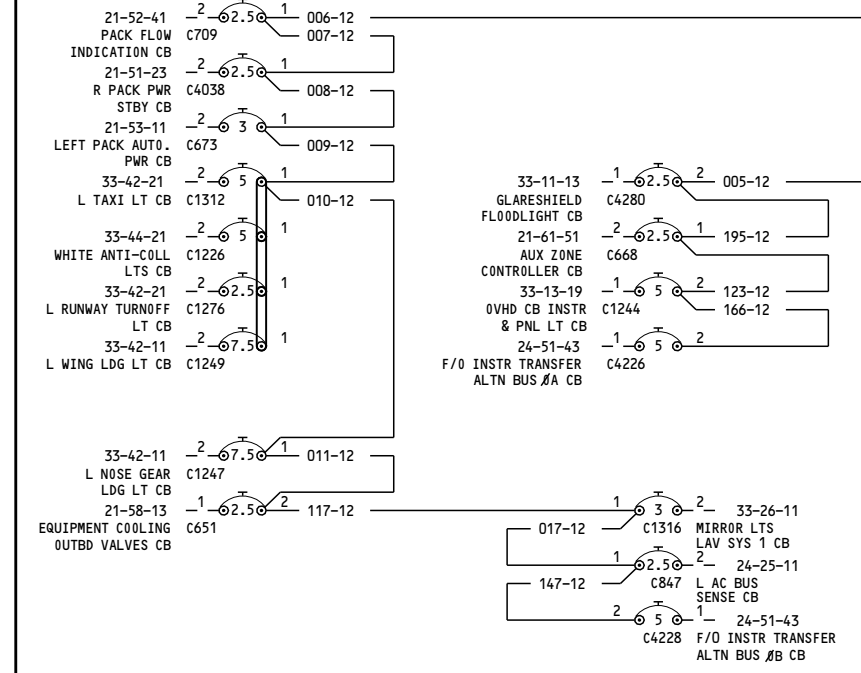 21-52-41 2 2.5 1 006-12
PACK FLOW C709 007-12
INDICATION CB
21-51-23 2 2.5 1
R PACK PWR C4038 008-12
STBY CB
21-53-11 2 3 1
LEFT PACK AUTO. C673 009-12
PWR CB
33-42-21 2 5 1
L TAXI LT CB C1312 010-12
33-44-21 2 5 1
WHITE ANTI-COLL C1226
LTS CB
33-42-21 2 2.5 1
L RUNWAY TURNOFF C1276
LT CB
33-42-11 2 7.5 1
L WING LDG LT CB C1249
33-42-11 2 7.5 1 011-12
L NOSE GEAR C1247
LDG LT CB
21-58-13 1 2.5 2 117-12
EQUIPMENT COOLING C651
OUTBD VALVES CB
33-11-13 1 2.5 2 005-12
GLARESHIELD C4280
FLOODLIGHT CB
21-61-51 2 2.5 1 195-12
AUX ZONE C668
CONTROLLER CB
33-13-19 1 5 2 123-12
OVHD CB INSTR C1244 166-12
& PNL LT CB
24-51-43 1 5 2
F/O INSTR TRANSFER C4226
ALTN BUS ØA CB
1 3 2 33-26-11
017-12 C1316 MIRROR LTS
LAV SYS 1 CB
1 2.5 2 24-25-11
147-12 C847 L AC BUS
SENSE CB
2 5 1 24-51-43
C4228 F/O INSTR TRANSFER
ALTN BUS ØB CB